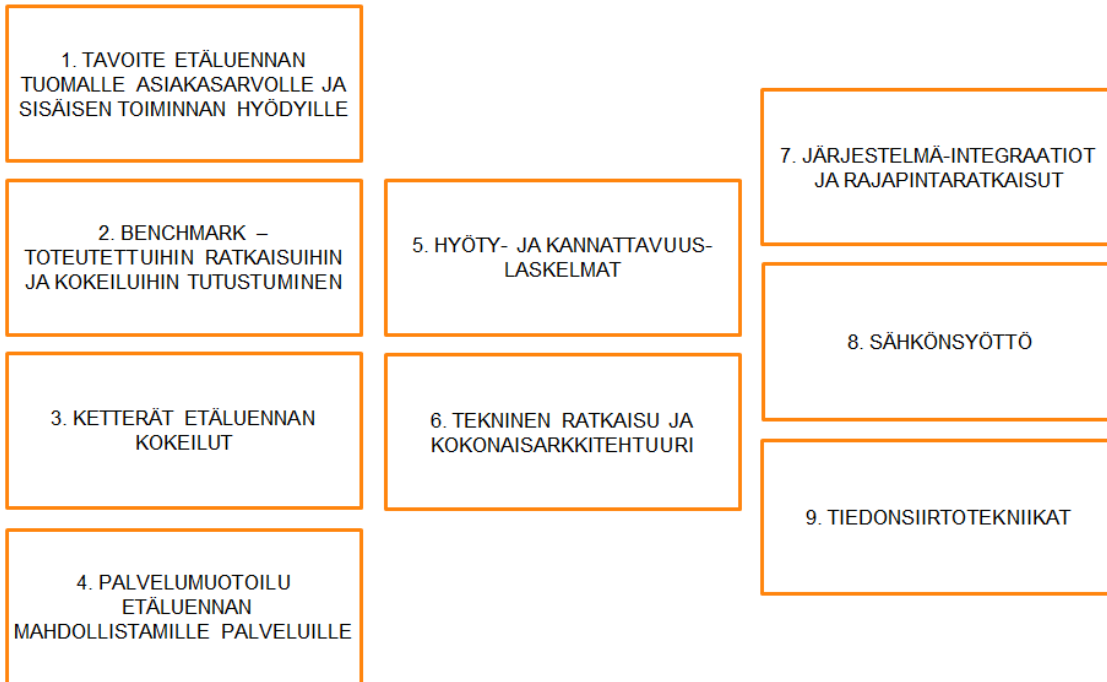 1. TAVOITE ETÄLUENNAN
TUOMALLE ASIAKASARVOLLE JA
SISÄISEN TOIMINNAN HYÖDYILLE
2. BENCHMARK –
TOTEUTETTUIHIN RATKAISUIHIN
JA KOKEILUIHIN TUTUSTUMINEN
3. KETTERÄT ETÄLUENNAN
KOKEILUT
4. PALVELUMUOTOILU
ETÄLUENNAN
MAHDOLLISTAMILLE PALVELUILLE
5. HYÖTY- JA KANNATTAVUUS-
LASKELMAT
6. TEKNINEN RATKAISU JA
KOKONAISARKKITEHTUURI
7. JÄRJESTELMÄ-INTEGRAATIOT
JA RAJAPINTARATKAISUT
8. SÄHKÖNSYÖTTÖ
9. TIEDONSIIRTOTEKNIIKAT